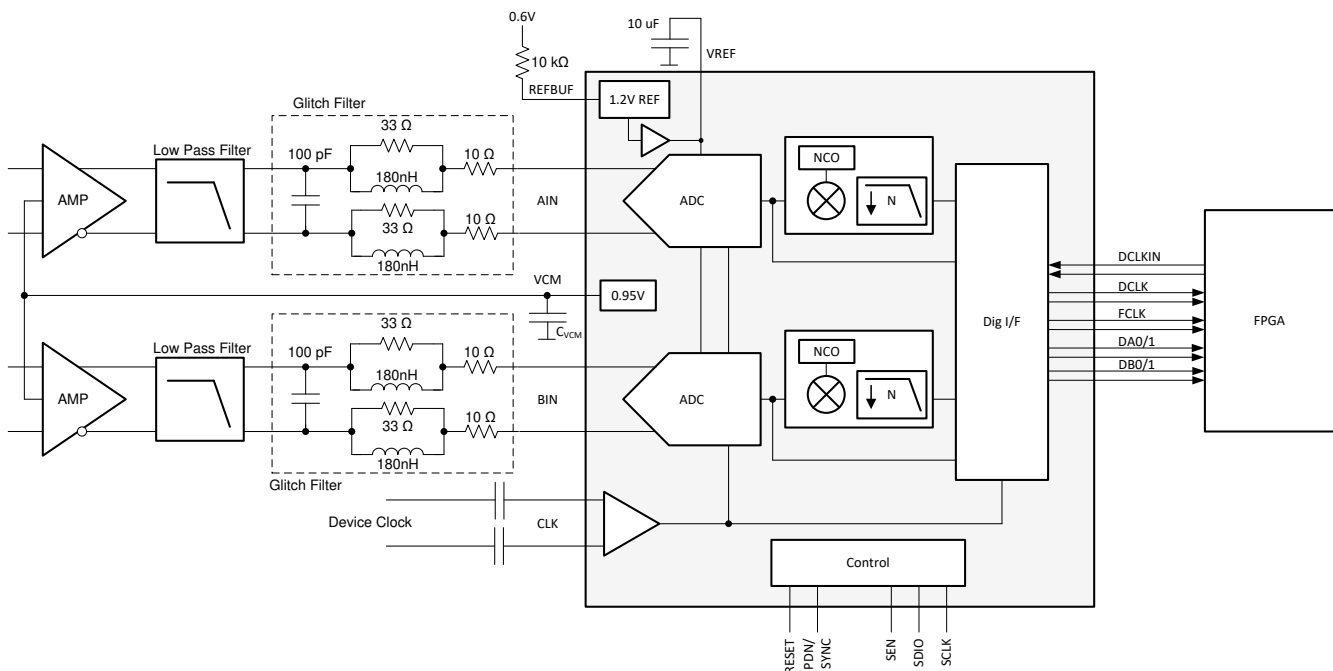 0.6V
10 kΩ
REFBUF
10 uF
VREF
1.2V REF
Glitch Filter
Low Pass Filter
AMP
100 pF
33 Ω
180nH
10 Ω
33 Ω
180nH
10 Ω
AIN
ADC
NCO
N
VCM
0.95V
CVCM
Low Pass Filter
AMP
100 pF
33 Ω
180nH
10 Ω
33 Ω
180nH
10 Ω
BIN
ADC
NCO
N
Glitch Filter
Device Clock
CLK
Dig I/F
DCLKIN
DCLK
FCLK
DA0/1
DB0/1
FPGA
Control
RESET
PDN/
SYNC
SEN
SDIO
SCLK